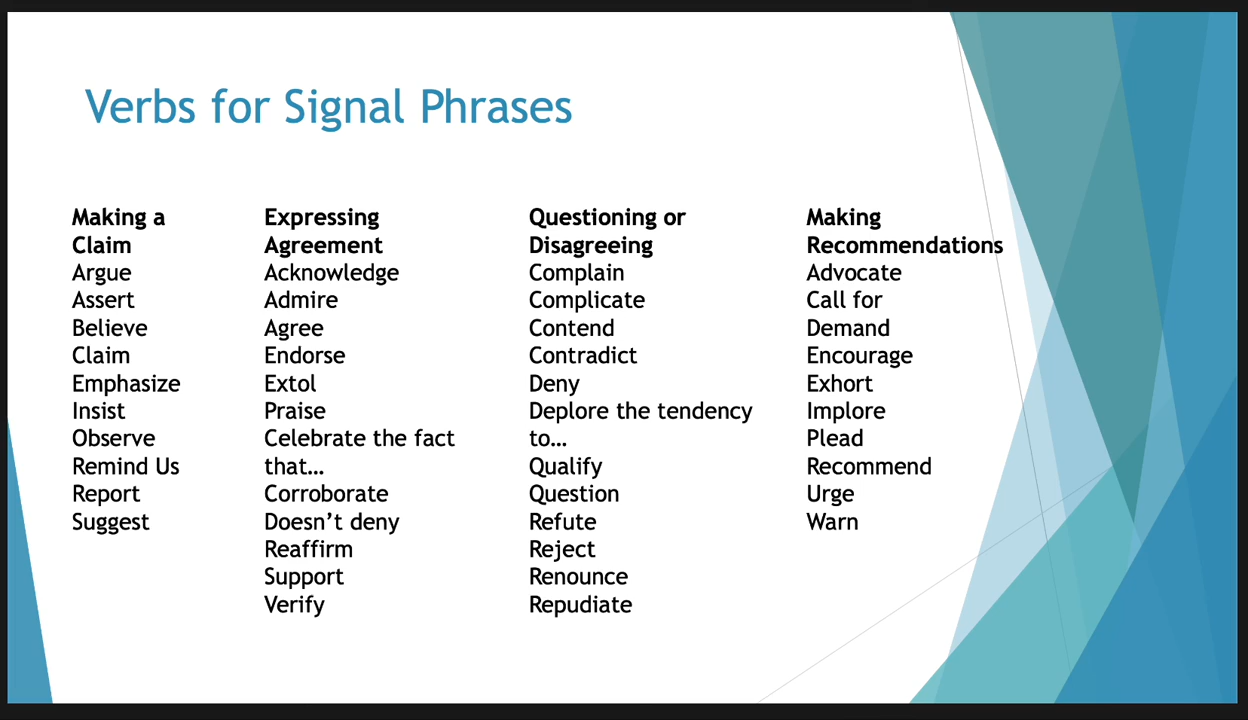 Verbs for Signal Phrases
Making a
Claim
Argue
Assert
Believe
Claim
Emphasize
Insist
Observe
Remind Us
Report
Suggest
Expressing
Agreement
Acknowledge
Admire
Agree
Endorse
Extol
Praise
Celebrate the fact
that…
Corroborate
Doesn’t deny
Reaffirm
Support
Verify
Questioning or
Disagreeing
Complain
Complicate
Contend
Contradict
Deny
Deplore the tendency
to…
Qualify
Question
Refute
Reject
Renounce
Repudiate
Making
Recommendations
Advocate
Call for
Demand
Encourage
Exhort
Implore
Plead
Recommend
Urge
Warn